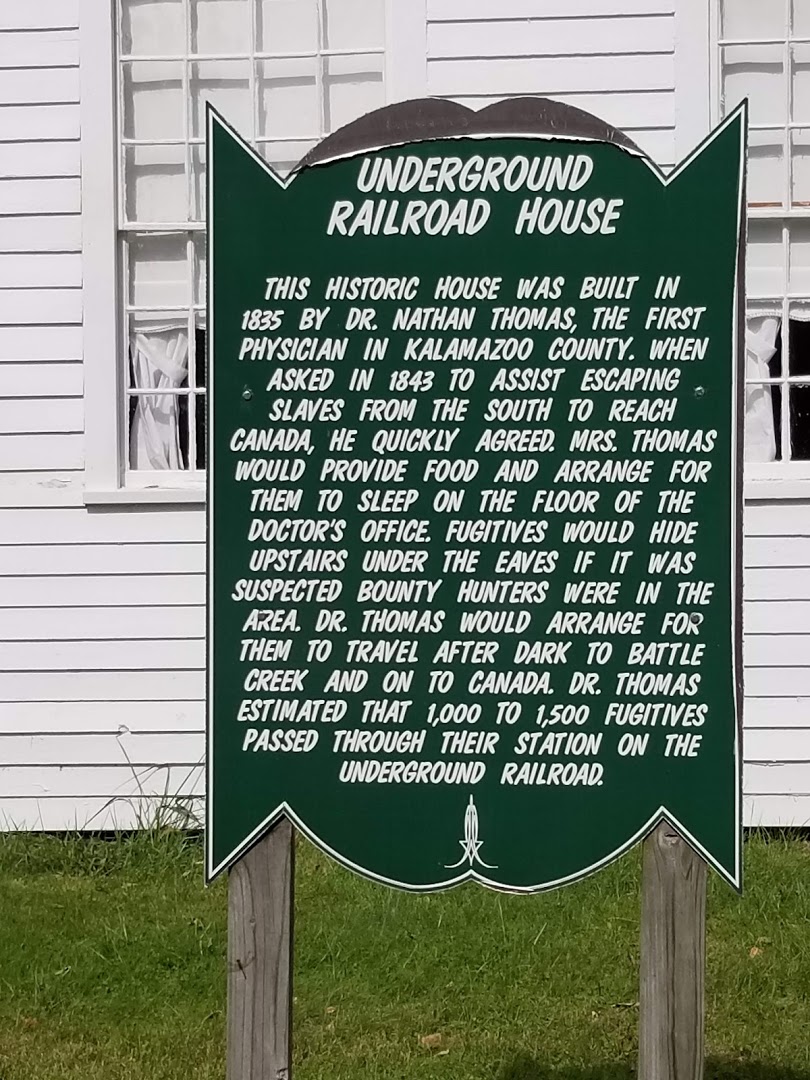 UNDERGROUND
RAILROAD HOUSE
THIS HISTORIC HOUSE WAS BUILT IN
1835 BY DR. NATHAN THOMAS, THE FIRST
PHYSICIAN IN KALAMAZOO COUNTY. WHEN
ASKED IN 1843 TO ASSIST ESCAPING
SLAVES FROM THE SOUTH TO REACH
CANADA, HE QUICKLY AGREED. MRS. THOMAS
WOULD PROVIDE FOOD AND ARRANGE FOR
THEM TO SLEEP ON THE FLOOR OF THE
DOCTOR'S OFFICE. FUGITIVES WOULD HIDE
UPSTAIRS UNDER THE EAVES IF IT WAS
SUSPECTED BOUNTY HUNTERS WERE IN THE
AREA. DR. THOMAS WOULD ARRANGE FOR
THEM TO TRAVEL AFTER DARK TO BATTLE
CREEK AND ON TO CANADA. DR. THOMAS
ESTIMATED THAT 1,000 TO 1,500 FUGITIVES
PASSED THROUGH THEIR STATION ON THE
UNDERGROUND RAILROAD.